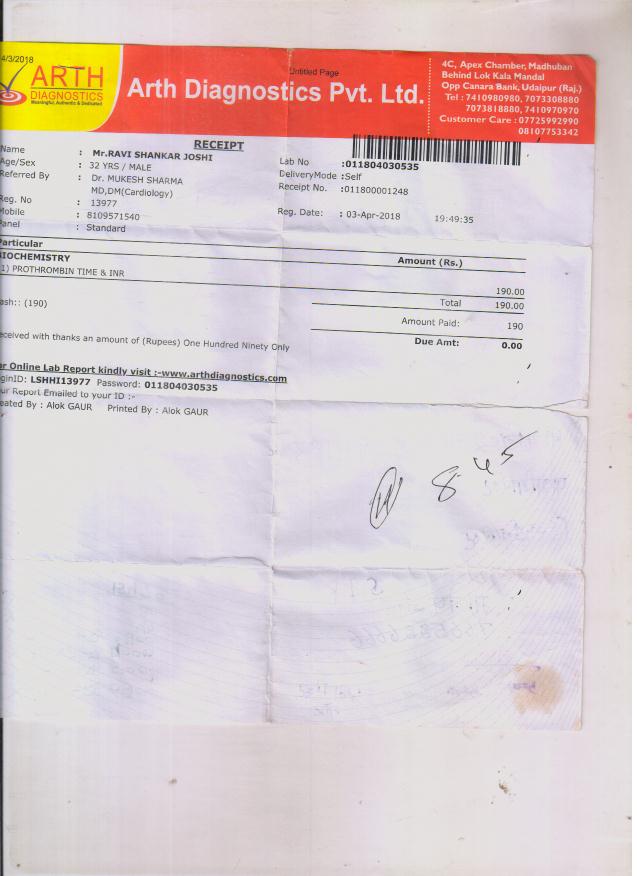 4/3/2018
Untitled Page
ARTH
DIAGNOSTICS
Meaningful, Authentic & Dedicated
Arth Diagnostics Pvt. Ltd.
4C, Apex Chamber, Madhuban
Behind Lok Kala Mandal
Opp Canara Bank, Udaipur (Raj.)
Tel : 7410980980, 7073308880
7073818880, 7410970970
Customer Care : 07725992990
08107753342
RECEIPT
Name : Mr.RAVI SHANKAR JOSHI
Age/Sex : 32 YRS / MALE
Referred By : Dr. MUKESH SHARMA
MD,DM(Cardiology)
Reg. No : 13977
Mobile : 8109571540
Panel : Standard
Lab No :011804030535
DeliveryMode :Self
Receipt No. :011800001248
Reg. Date: : 03-Apr-2018 19:49:35
Particular Amount (Rs.)
BIOCHEMISTRY
1) PROTHROMBIN TIME & INR 190.00
Total 190.00
ash:: (190)
Amount Paid: 190
eceived with thanks an amount of (Rupees) One Hundred Ninety Only
Due Amt: 0.00
or Online Lab Report kindly visit :-www.arthdiagnostics.com
ginID: LSHHI13977 Password: 011804030535
ur Report Emailed to your ID :-
eated By : Alok GAUR Printed By : Alok GAUR
8-45